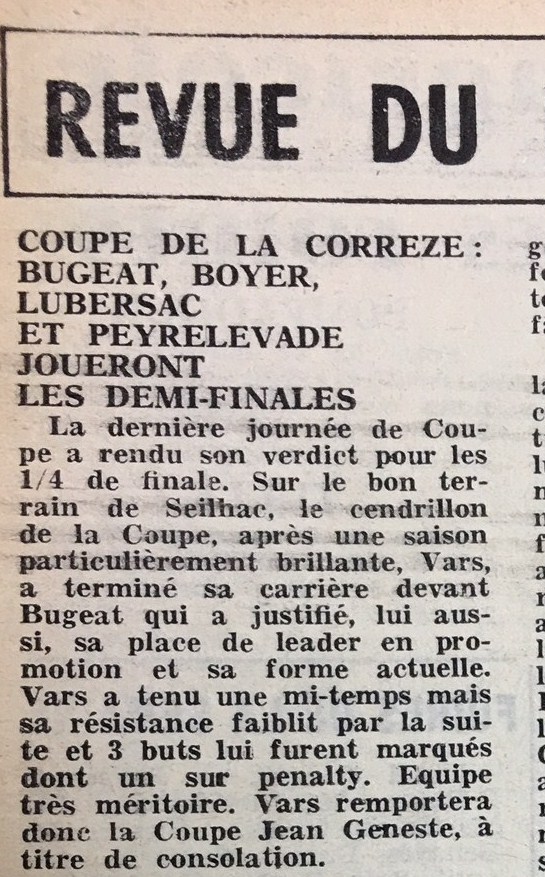 REVUE DU
COUPE DE LA CORREZE :
BUGEAT, BOYER,
LUBERSAC
ET PEYRELEVADE
JOUERONT
LES DEMI-FINALES
La dernière journée de Cou-
pe a rendu son verdict pour les
1/4 de finale. Sur le bon ter-
rain de Seilhac, le cendrillon
de la Coupe, après une saison
particulièrement brillante, Vars,
a terminé sa carrière devant
Bugeat qui a justifié, lui aus-
si, sa place de leader en pro-
motion et sa forme actuelle.
Vars a tenu une mi-temps mais
sa résistance faiblit par la sui-
te et 3 buts lui furent marqués
dont un sur penalty. Equipe
très méritoire. Vars remportera
donc la Coupe Jean Geneste, à
titre de consolation.